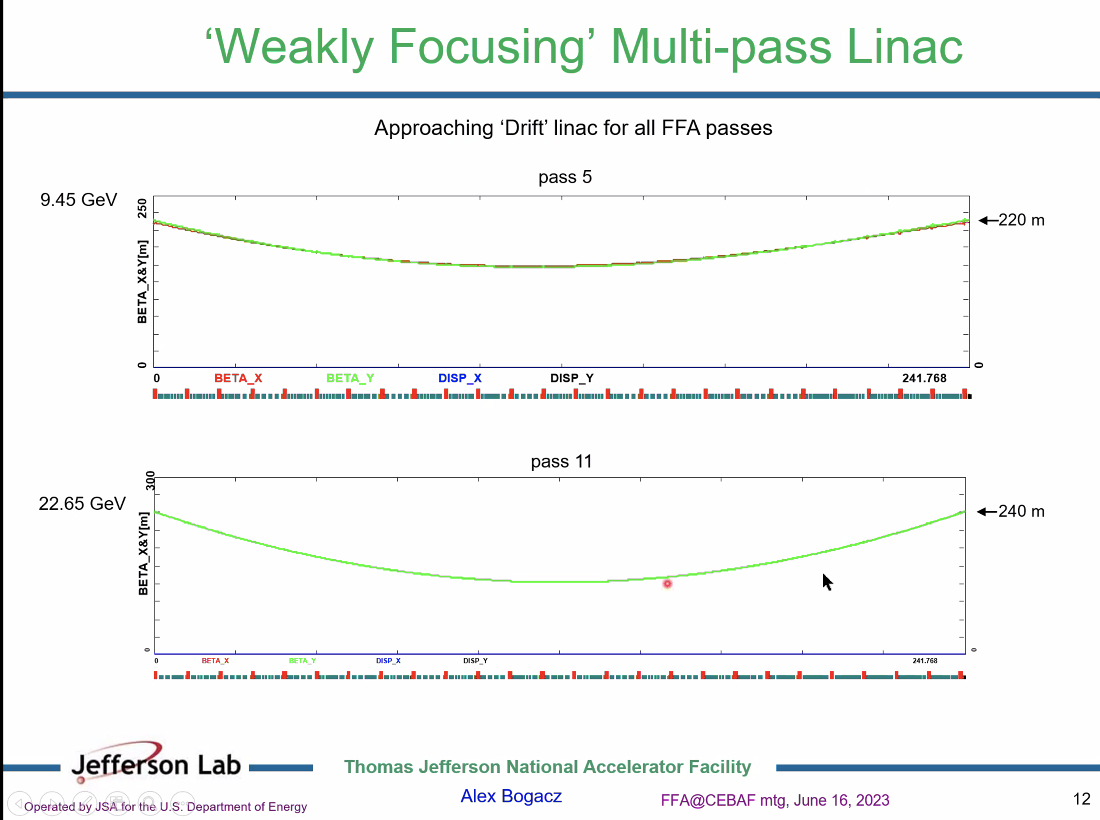 ‘Weakly Focusing’ Multi-pass Linac
Approaching ‘Drift’ linac for all FFA passes
pass 5
9.45 GeV
250
BETA_X&Y[m]
0
220 m
0
0 BETA_X BETA_Y DISP_X DISP_Y 241.768
pass 11
22.65 GeV
300
BETA_X&Y[m]
0
240 m
0
0 BETA_X BETA_Y DISP_X DISP_Y 241.768
Jefferson Lab
Thomas Jefferson National Accelerator Facility
Operated by JSA for the U.S. Department of Energy
Alex Bogacz
FFA@CEBAF mtg, June 16, 2023
12